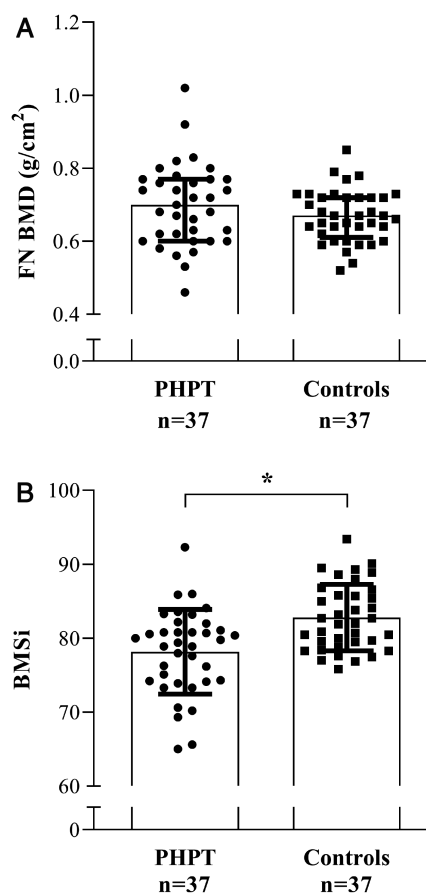 A
FN BMD (g/cm²)
1.2
1.0
0.8
0.6
0.4
0.0
PHPT Controls
n=37 n=37
B
*
BMSi
100
90
80
70
60
0
PHPT Controls
n=37 n=37